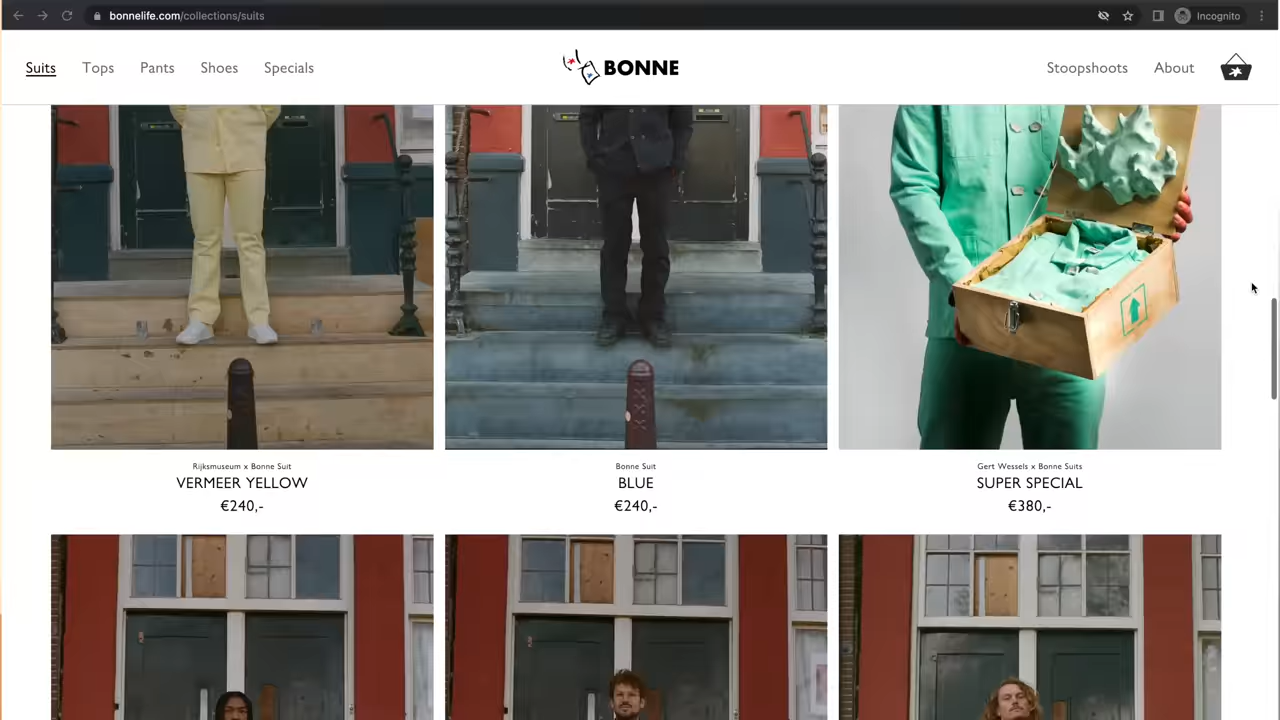 bonnelife.com/collections/suits
Incognito
Suits
Tops
Pants
Shoes
Specials
BONNE
Stoopshoots
About
Rijksmuseum x Bonne Suit
VERMEER YELLOW
€240,-
Bonne Suit
BLUE
€240,-
Gert Wessels x Bonne Suits
SUPER SPECIAL
€380,-